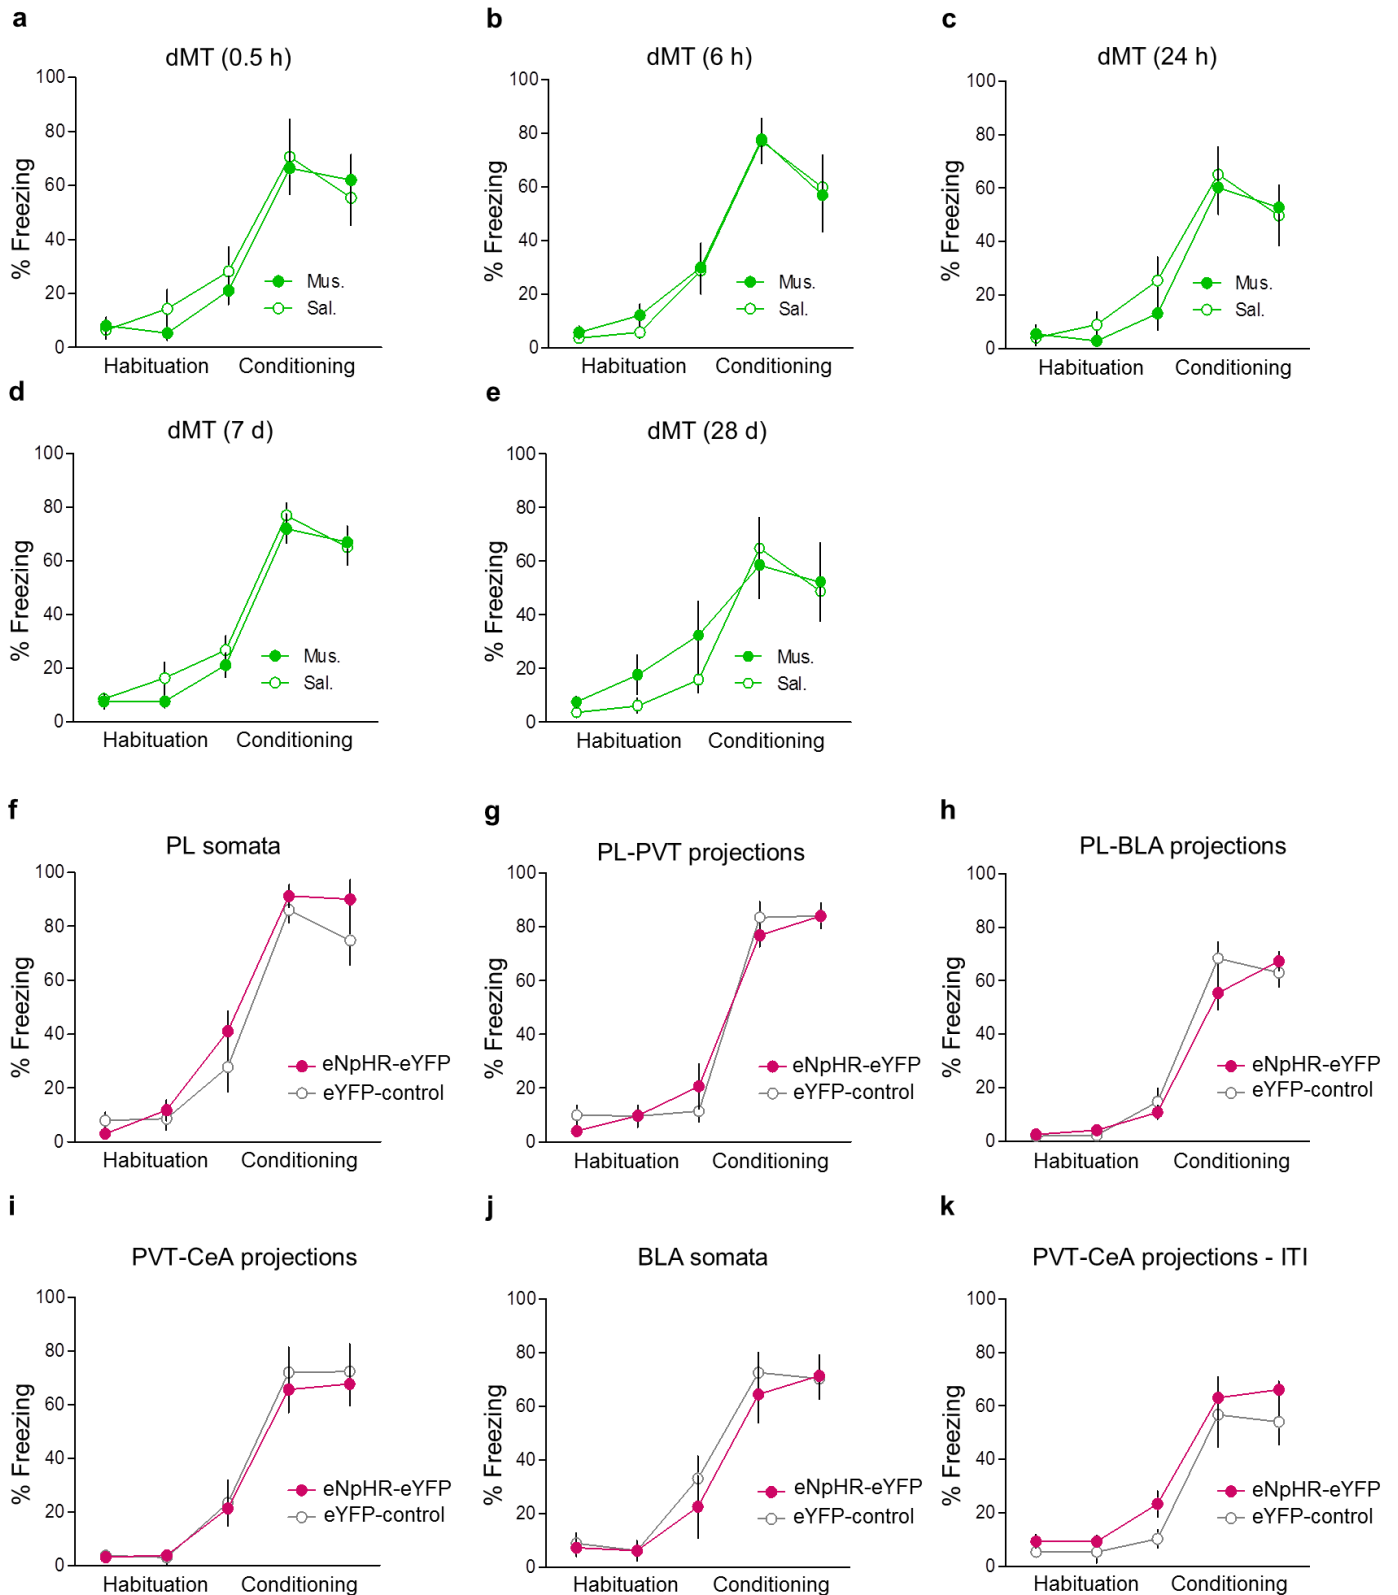 a
dMT (0.5 h)
100
80
60
40
20
0
% Freezing
Mus.
Sal.
Habituation Conditioning
b
dMT (6 h)
100
80
60
40
20
0
% Freezing
Mus.
Sal.
Habituation Conditioning
c
dMT (24 h)
100
80
60
40
20
0
% Freezing
Mus.
Sal.
Habituation Conditioning
d
dMT (7 d)
100
80
60
40
20
0
% Freezing
Mus.
Sal.
Habituation Conditioning
e
dMT (28 d)
100
80
60
40
20
0
% Freezing
Mus.
Sal.
Habituation Conditioning
f
PL somata
100
80
60
40
20
0
% Freezing
eNpHR-eYFP
eYFP-control
Habituation Conditioning
g
PL-PVT projections
100
80
60
40
20
0
% Freezing
eNpHR-eYFP
eYFP-control
Habituation Conditioning
h
PL-BLA projections
100
80
60
40
20
0
% Freezing
eNpHR-eYFP
eYFP-control
Habituation Conditioning
i
PVT-CeA projections
100
80
60
40
20
0
% Freezing
eNpHR-eYFP
eYFP-control
Habituation Conditioning
j
BLA somata
100
80
60
40
20
0
% Freezing
eNpHR-eYFP
eYFP-control
Habituation Conditioning
k
PVT-CeA projections - ITI
100
80
60
40
20
0
% Freezing
eNpHR-eYFP
eYFP-control
Habituation Conditioning